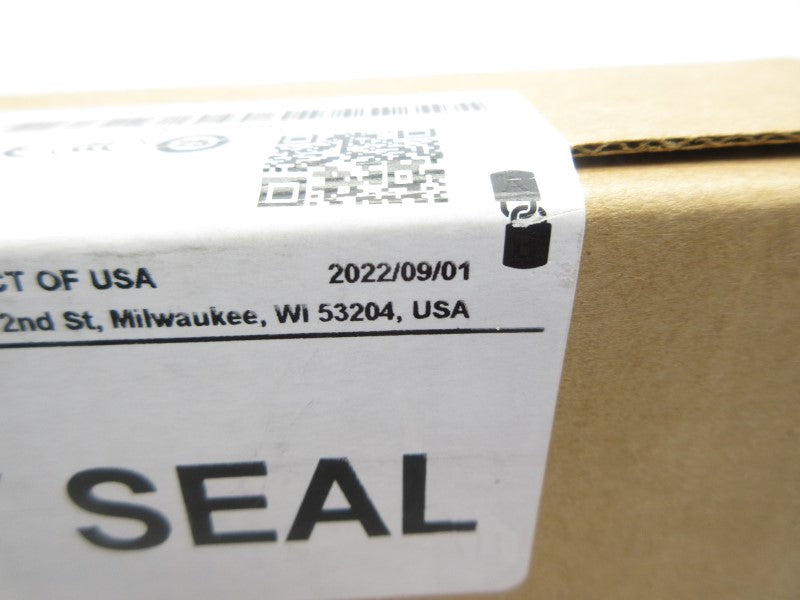 CT OF USA 2022/09/01
2nd St, Milwaukee, WI 53204, USA
SEAL